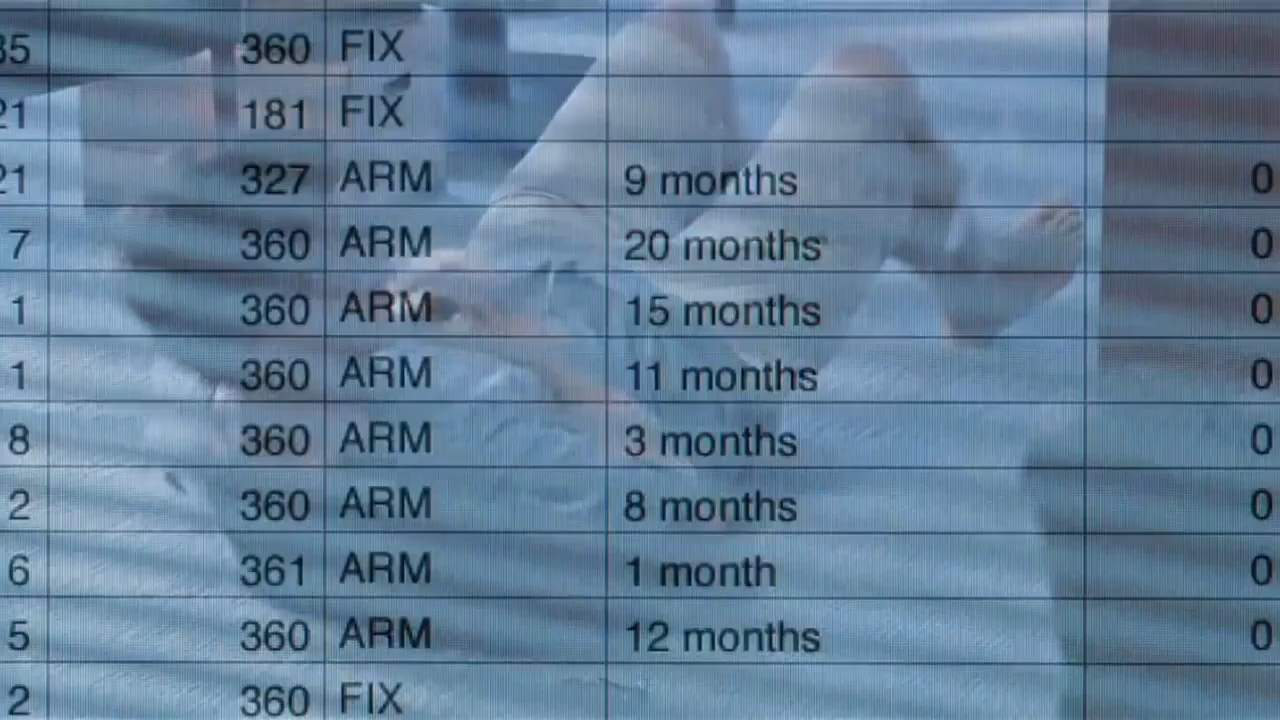 35 360 FIX
21 181 FIX
21 327 ARM 9 months 0
7 360 ARM 20 months 0
1 360 ARM 15 months 0
1 360 ARM 11 months 0
8 360 ARM 3 months 0
2 360 ARM 8 months 0
6 361 ARM 1 month 0
5 360 ARM 12 months 0
2 360 FIX